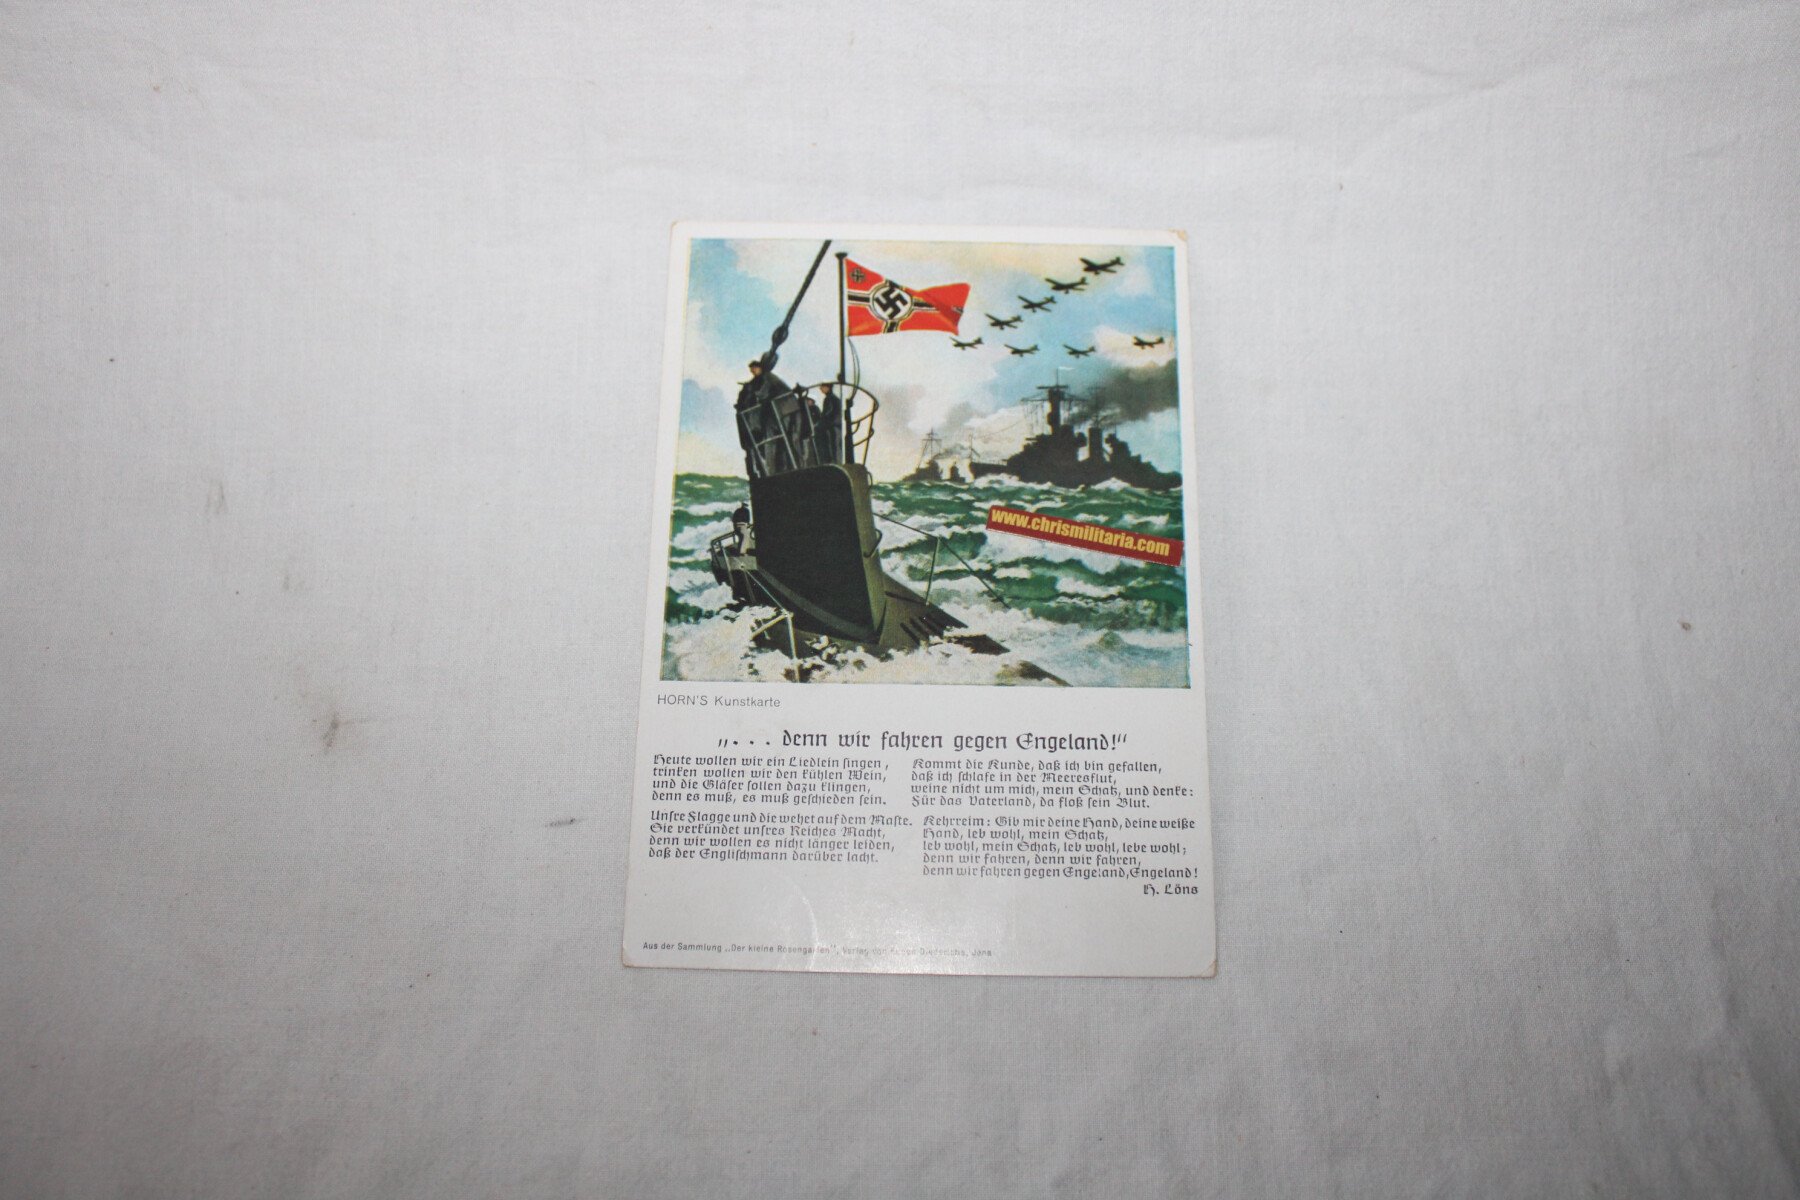 www.chrismilitaria.com
HORN'S Kunstkarte
„. . . denn wir fahren gegen Engeland!“
Heute wollen wir ein Liedlein singen,
trinken wollen wir den kühlen Wein,
und die Gläser sollen dazu klingen,
denn es muß, es muß geschieden sein.
Unsre Flagge und die wehet auf dem Maste.
Sie verkündet unsres Reiches Macht,
denn wir wollen es nicht länger leiden,
daß der Englischmann darüber lacht.
Kommt die Kunde, daß ich bin gefallen,
daß ich schlafe in der Meeresflut,
weine nicht um mich, mein Schatz, und denke:
Für das Vaterland, da floß sein Blut.
Kehrreim: Gib mir deine Hand, deine weiße
Hand, leb wohl, mein Schatz,
leb wohl, mein Schatz, leb wohl, lebe wohl;
denn wir fahren, denn wir fahren,
denn wir fahren gegen Engeland, Engeland!
H. Löns
Aus der Sammlung „Der kleine Rosengarten“, Verlag von Eugen Diederichs, Jena